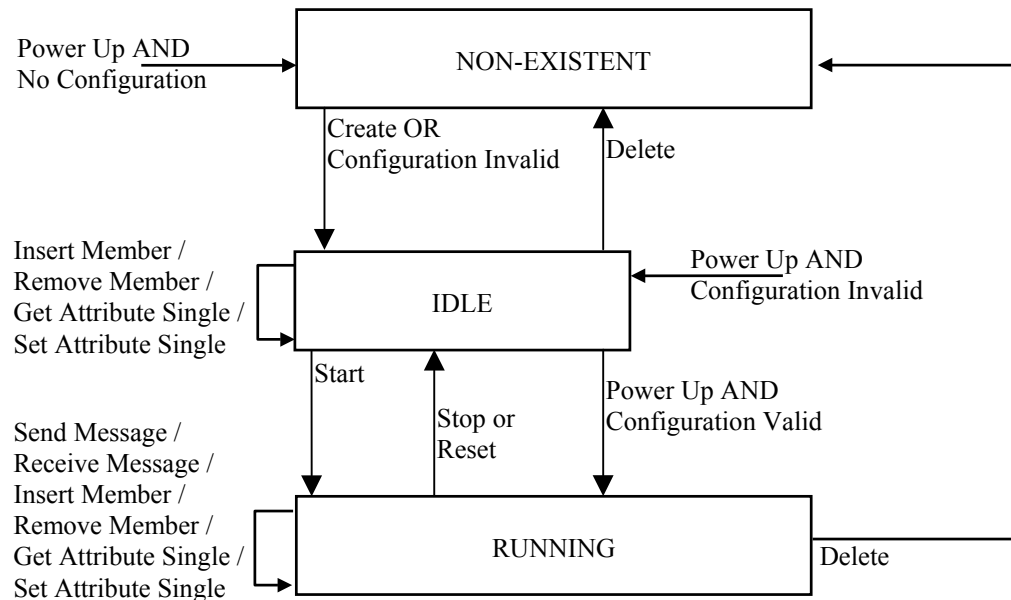 Power Up AND
No Configuration
NON-EXISTENT
Create OR
Configuration Invalid
Delete
Insert Member /
Remove Member /
Get Attribute Single /
Set Attribute Single
IDLE
Power Up AND
Configuration Invalid
Start
Stop or
Reset
Power Up AND
Configuration Valid
Send Message /
Receive Message /
Insert Member /
Remove Member /
Get Attribute Single /
Set Attribute Single
RUNNING
Delete